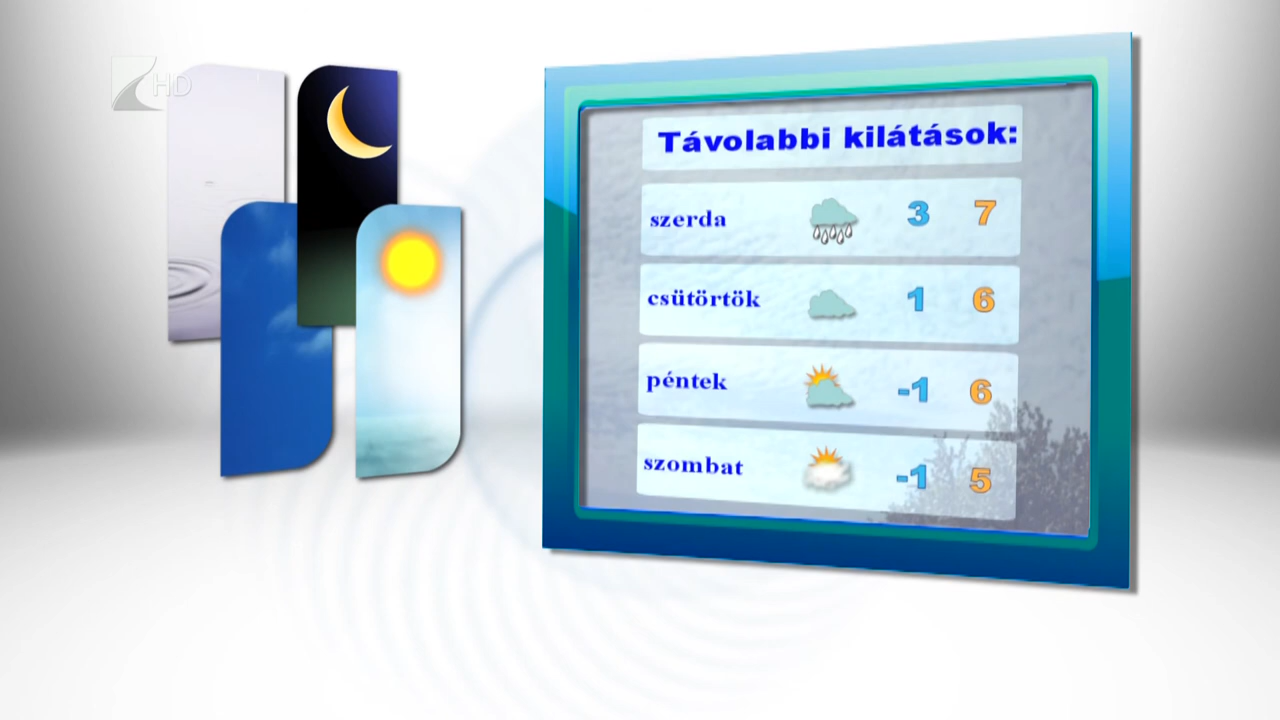 HD
Távolabbi kilátások:
szerda 3 7
csütörtök 1 6
péntek -1 6
szombat -1 5